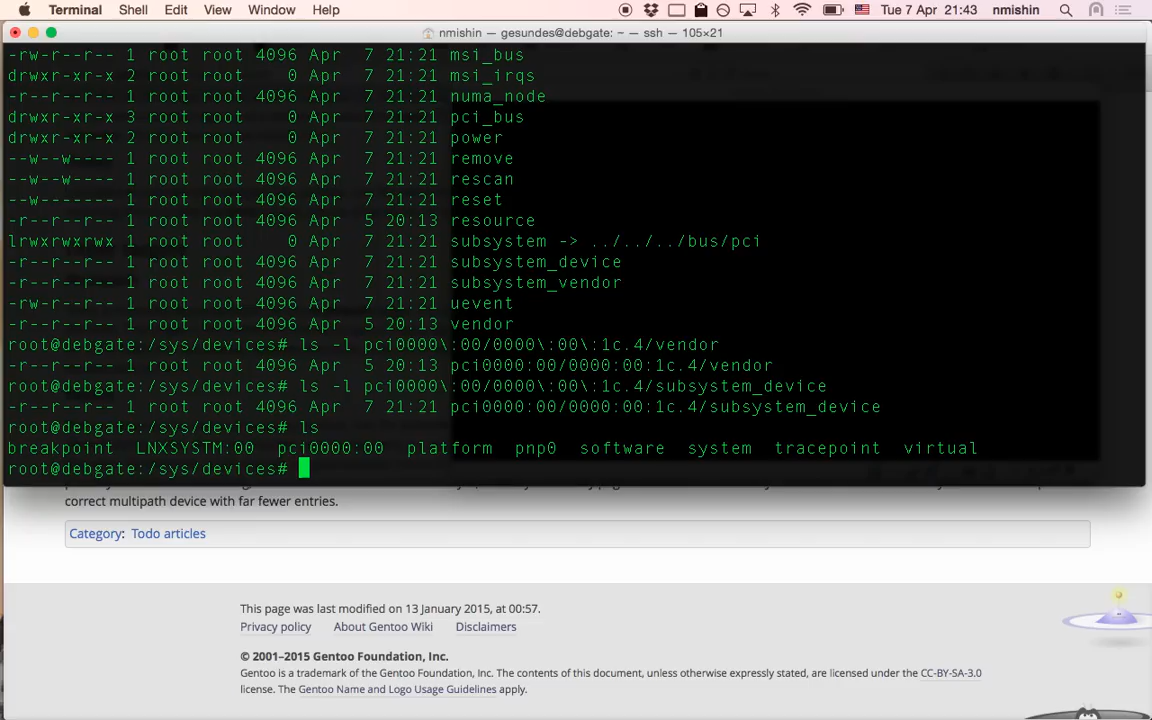 Terminal Shell Edit View Window Help Tue 7 Apr 21:43 nmishin
nmishin — gesundes@debgate: ~ — ssh — 105×21
-rw-r--r-- 1 root root 4096 Apr  7 21:21 msi_bus
drwxr-xr-x 2 root root    0 Apr  7 21:21 msi_irqs
-r--r--r-- 1 root root 4096 Apr  7 21:21 numa_node
drwxr-xr-x 3 root root    0 Apr  7 21:21 pci_bus
drwxr-xr-x 2 root root    0 Apr  7 21:21 power
--w--w---- 1 root root 4096 Apr  7 21:21 remove
--w--w---- 1 root root 4096 Apr  7 21:21 rescan
--w------- 1 root root 4096 Apr  7 21:21 reset
-r--r--r-- 1 root root 4096 Apr  5 20:13 resource
lrwxrwxrwx 1 root root    0 Apr  7 21:21 subsystem -> ../../../bus/pci
-r--r--r-- 1 root root 4096 Apr  7 21:21 subsystem_device
-r--r--r-- 1 root root 4096 Apr  7 21:21 subsystem_vendor
-rw-r--r-- 1 root root 4096 Apr  7 21:21 uevent
-r--r--r-- 1 root root 4096 Apr  5 20:13 vendor
root@debgate:/sys/devices# ls -l pci0000\:00/0000\:00\:1c.4/vendor
-r--r--r-- 1 root root 4096 Apr  5 20:13 pci0000:00/0000:00:1c.4/vendor
root@debgate:/sys/devices# ls -l pci0000\:00/0000\:00\:1c.4/subsystem_device
-r--r--r-- 1 root root 4096 Apr  7 21:21 pci0000:00/0000:00:1c.4/subsystem_device
root@debgate:/sys/devices# ls
breakpoint  LNXSYSTM:00  pci0000:00  platform  pnp0  software  system  tracepoint  virtual
root@debgate:/sys/devices#
correct multipath device with far fewer entries.
Category: Todo articles
This page was last modified on 13 January 2015, at 00:57.
Privacy policy About Gentoo Wiki Disclaimers
© 2001–2015 Gentoo Foundation, Inc.
Gentoo is a trademark of the Gentoo Foundation, Inc. The contents of this document, unless otherwise expressly stated, are licensed under the CC-BY-SA-3.0
license. The Gentoo Name and Logo Usage Guidelines apply.